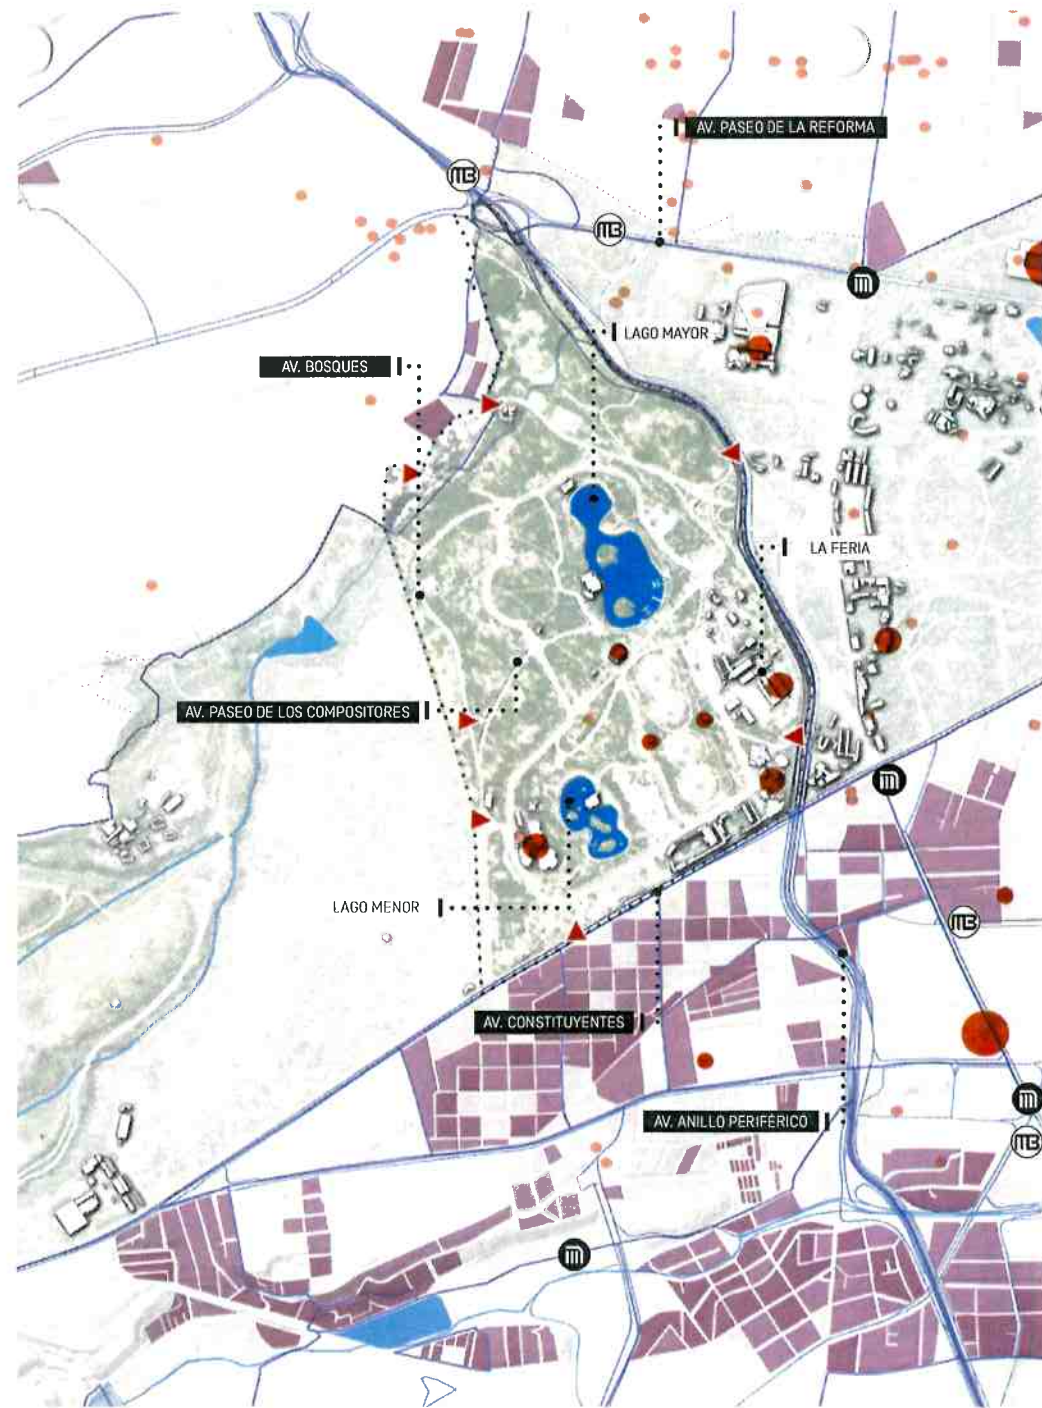 AV. PASEO DE LA REFORMA
LAGO MAYOR
AV. BOSQUES
LA FERIA
AV. PASEO DE LOS COMPOSITORES
LAGO MENOR
AV. CONSTITUYENTES
AV. ANILLO PERIFÉRICO